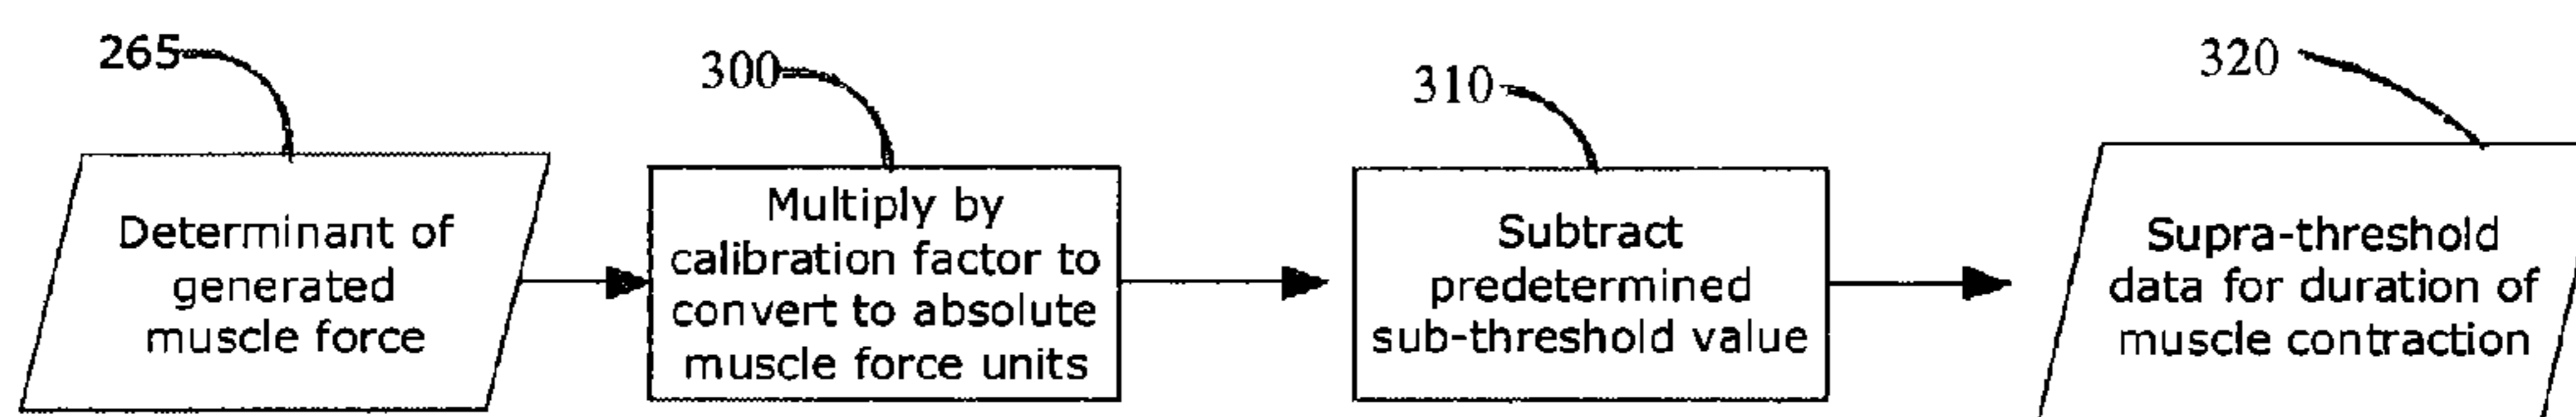 265
300
310
320
Determinant of
generated
muscle force
Multiply by
calibration factor to
convert to absolute
muscle force units
Subtract
predetermined
sub-threshold value
Supra-threshold
data for duration of
muscle contraction